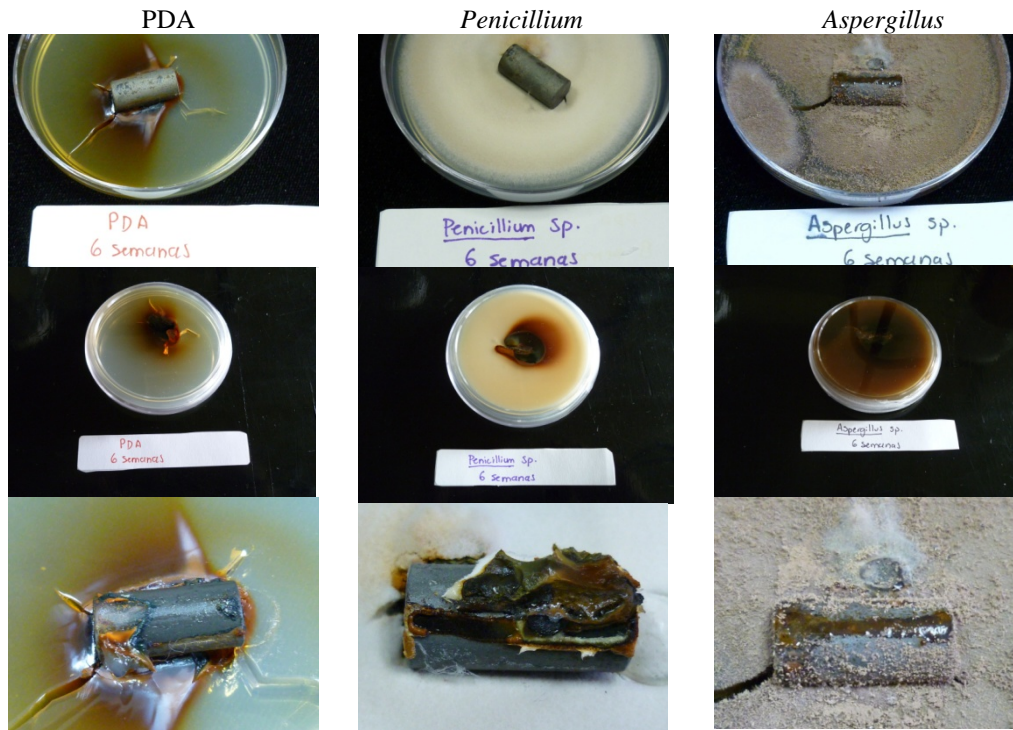 PDA
Penicillium
Aspergillus
PDA
6 semanas
Penicillium sp.
6 semanas
Aspergillus sp.
6 semanas
PDA
6 semanas
Penicillium sp.
6 semanas
Aspergillus sp.
6 semanas